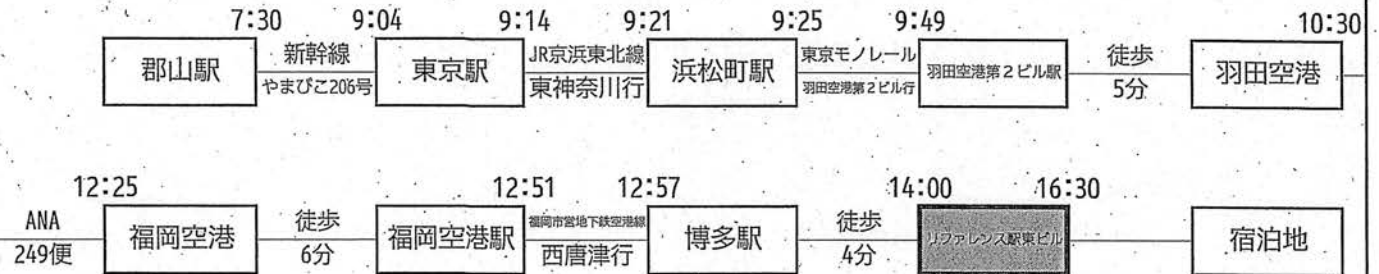 7:30 9:04 9:14 9:21 9:25 9:49 10:30
郡山駅 新幹線 やまびこ206号 東京駅 JR京浜東北線 東神奈川行 浜松町駅 東京モノレール 羽田空港第2ビル行 羽田空港第2ビル駅 徒歩 5分 羽田空港
12:25 12:51 12:57 14:00 16:30
ANA 249便 福岡空港 徒歩 6分 福岡空港駅 福岡市営地下鉄空港線 西唐津行 博多駅 徒歩 4分 リファレンス駅東ビル 宿泊地